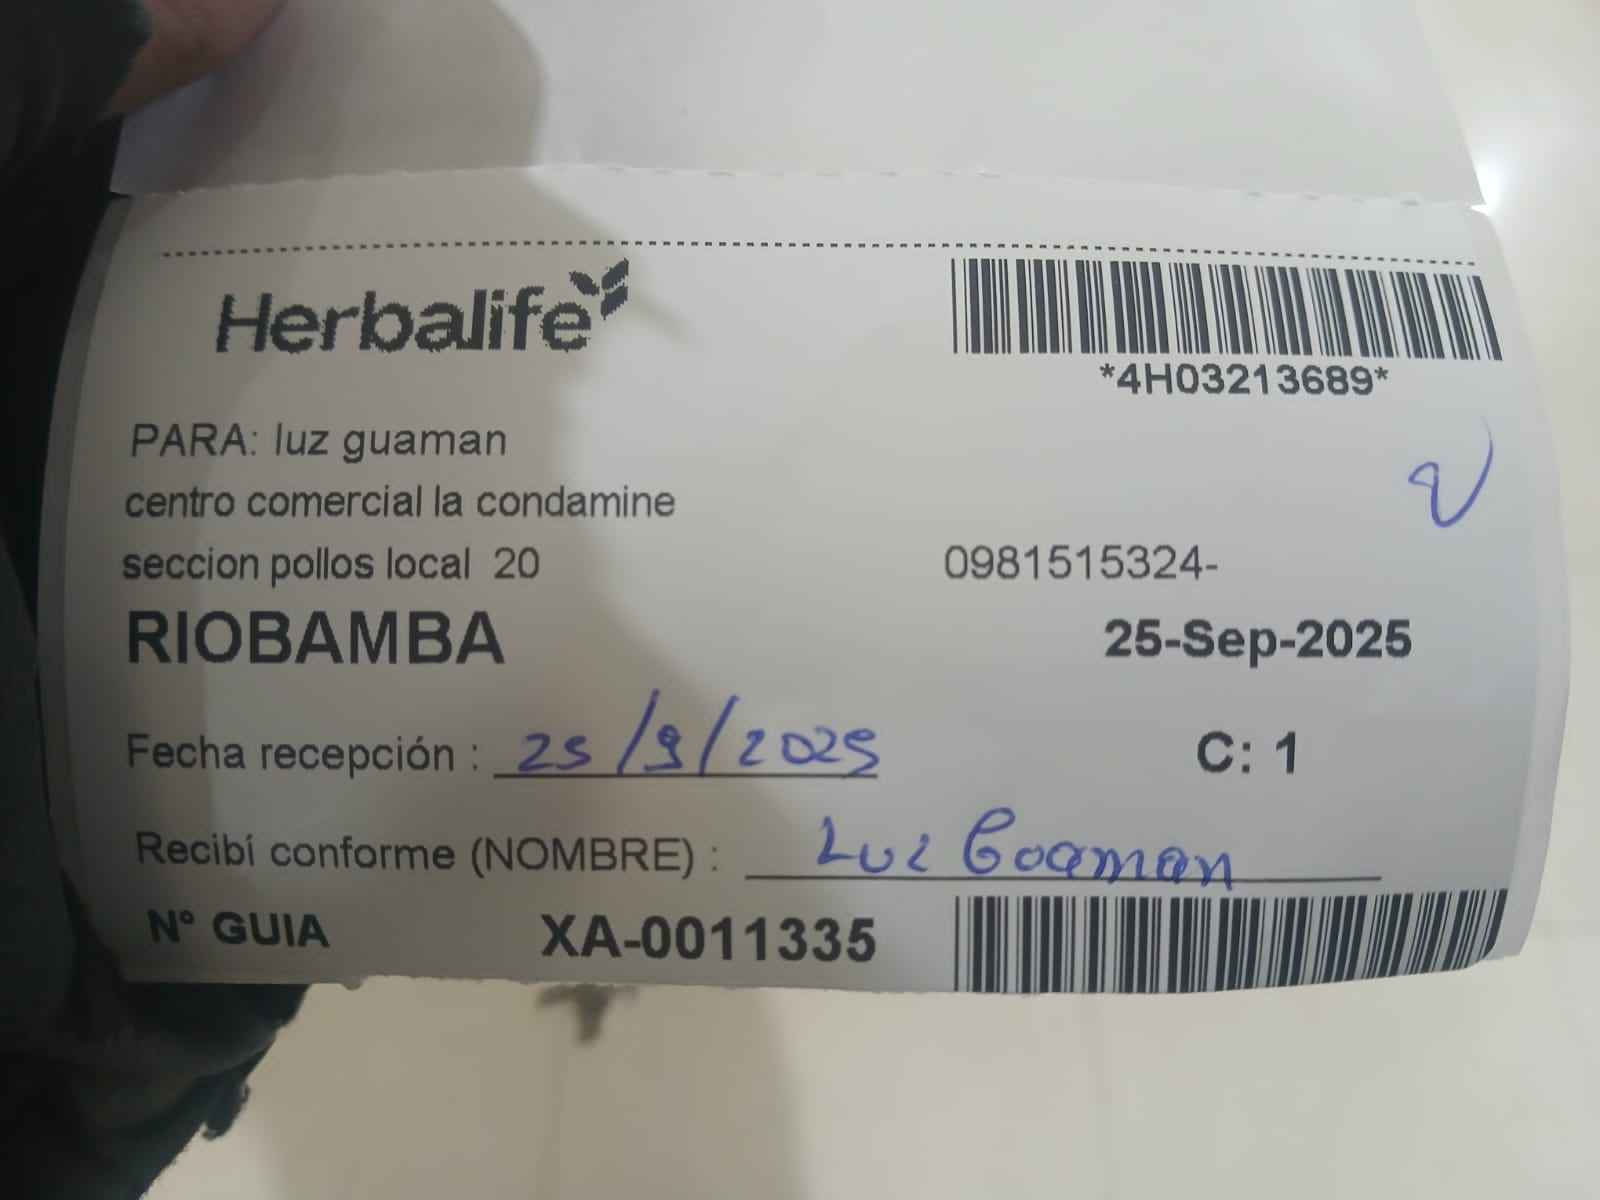 Herbalife
*4H03213689*
PARA: luz guaman
centro comercial la condamine
seccion pollos local 20
0981515324-
RIOBAMBA
25-Sep-2025
Fecha recepción : 25/9/2025
C: 1
Recibí conforme (NOMBRE) : Luz Guaman
N° GUIA XA-0011335